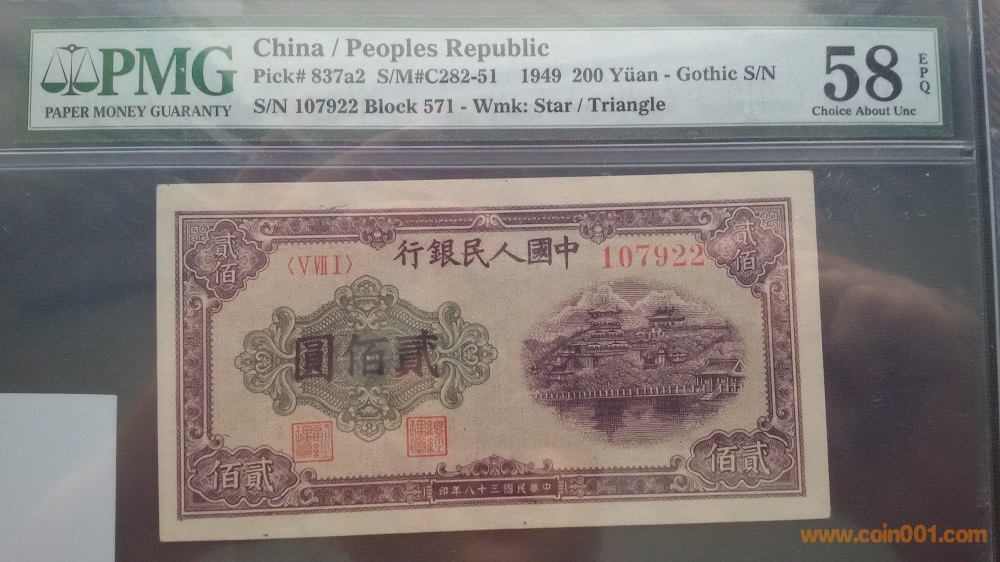 PMG
PAPER MONEY GUARANTY
China / Peoples Republic
Pick# 837a2 S/M#C282-51 1949 200 Yüan - Gothic S/N
S/N 107922 Block 571 - Wmk: Star / Triangle
58
EPQ
Choice About Unc
行銀民人國中
〈V Ⅶ I〉
107922
貳佰
貳佰
圓佰貳
佰貳
佰貳
印年八十三國民華中
www.coin001.com